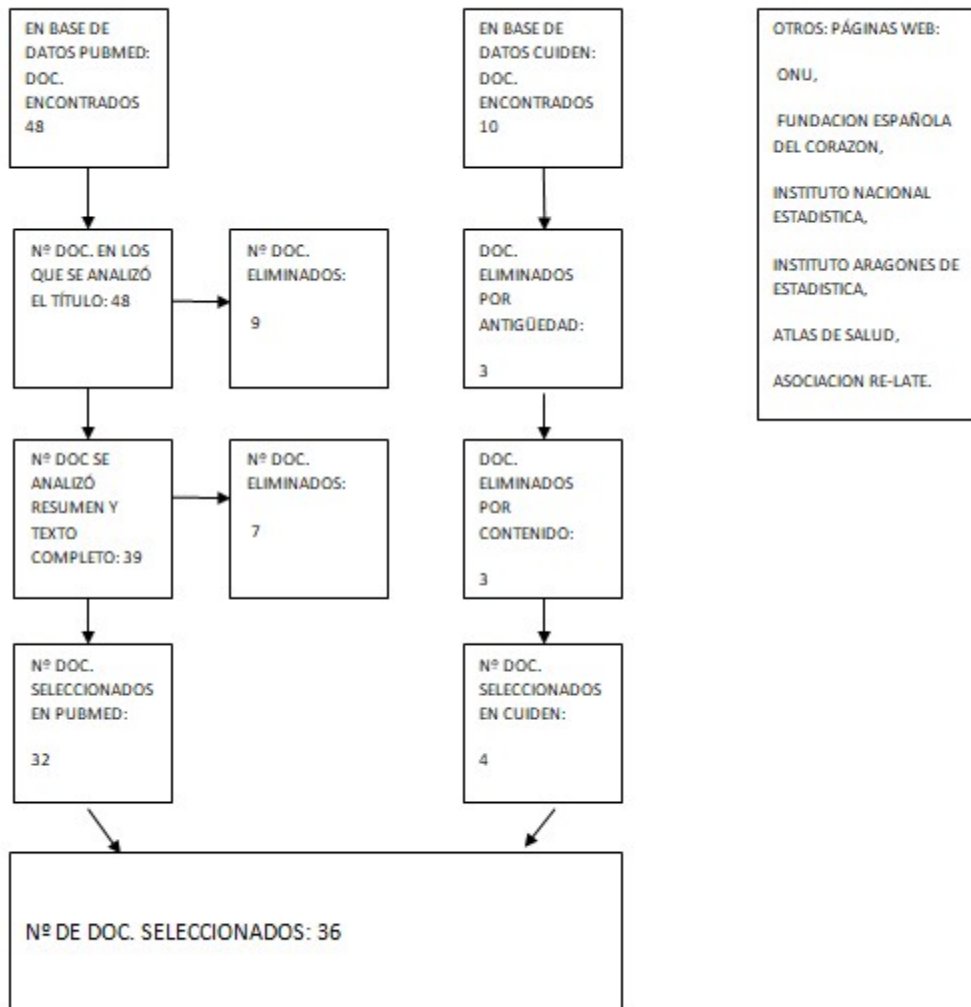 EN BASE DE
DATOS PUBMED:
DOC.
ENCONTRADOS
48
EN BASE DE
DATOS CUIDEN:
DOC.
ENCONTRADOS
10
OTROS: PÁGINAS WEB:
ONU,
FUNDACION ESPAÑOLA
DEL CORAZON,
INSTITUTO NACIONAL
ESTADISTICA,
INSTITUTO ARAGONES DE
ESTADISTICA,
ATLAS DE SALUD,
ASOCIACION RE-LATE.
Nº DOC. EN LOS
QUE SE ANALIZÓ
EL TÍTULO: 48
Nº DOC.
ELIMINADOS:
9
DOC.
ELIMINADOS
POR
ANTIGÜEDAD:
3
Nº DOC SE
ANALIZÓ
RESUMEN Y
TEXTO
COMPLETO: 39
Nº DOC.
ELIMINADOS:
7
DOC.
ELIMINADOS
POR
CONTENIDO:
3
Nº DOC.
SELECCIONADOS
EN PUBMED:
32
Nº DOC.
SELECCIONADOS
EN CUIDEN:
4
Nº DE DOC. SELECCIONADOS: 36